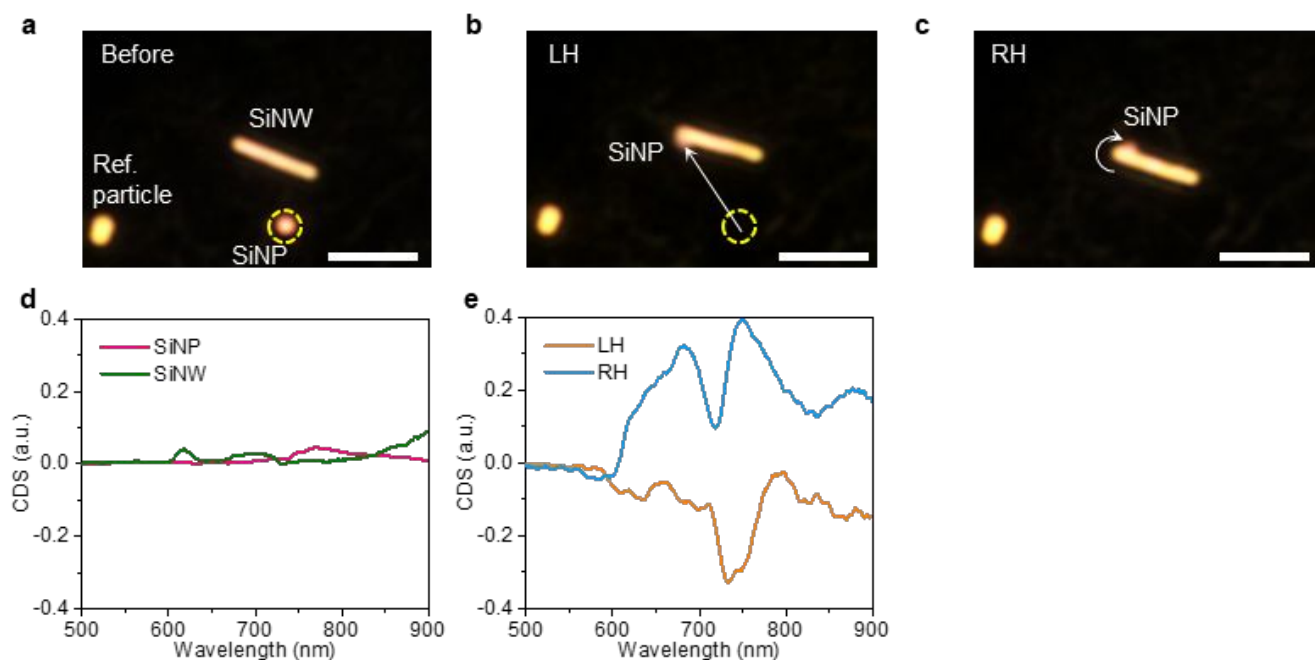 a
Before
SiNW
Ref.
particle
SiNP
b
LH
SiNP
c
RH
SiNP
d
0.4
0.2
0.0
-0.2
-0.4
CDS (a.u.)
SiNP
SiNW
500
600
700
800
900
Wavelength (nm)
e
0.4
0.2
0.0
-0.2
-0.4
CDS (a.u.)
LH
RH
500
600
700
800
900
Wavelength (nm)